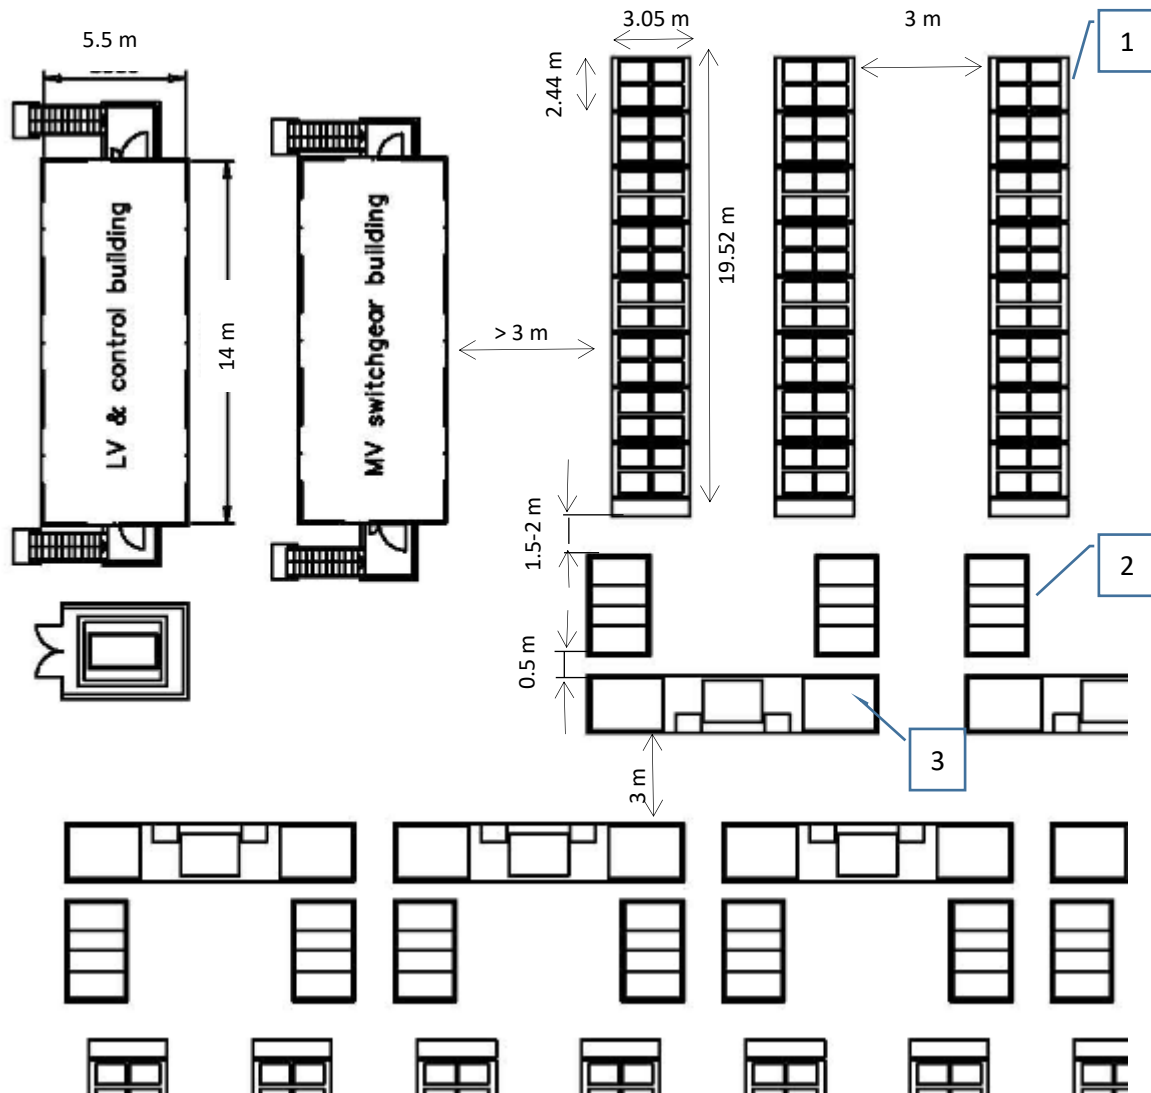 5.5 m
3.05 m
3 m
1
2.44 m
LV & control building
14 m
MV switchgear building
> 3 m
19.52 m
1.5-2 m
2
0.5 m
3
3 m